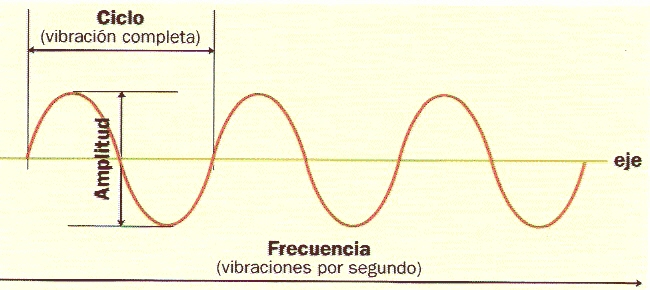 Ciclo
(vibración completa)
Amplitud
eje
Frecuencia
(vibraciones por segundo)